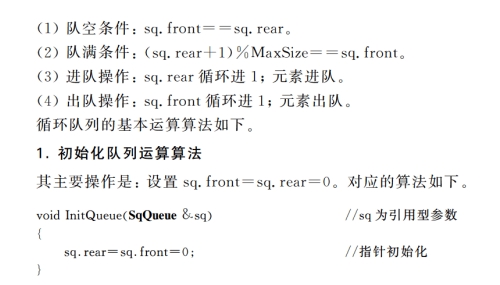 (1) 队空条件：sq.front==sq.rear。
(2) 队满条件：(sq.rear+1)%MaxSize==sq.front。
(3) 进队操作：sq.rear 循环进 1；元素进队。
(4) 出队操作：sq.front 循环进 1；元素出队。
循环队列的基本运算算法如下。
1. 初始化队列运算算法
其主要操作是：设置 sq.front=sq.rear=0。对应的算法如下。
void InitQueue(SqQueue &sq) //sq 为引用型参数
{
sq.rear=sq.front=0; //指针初始化
}